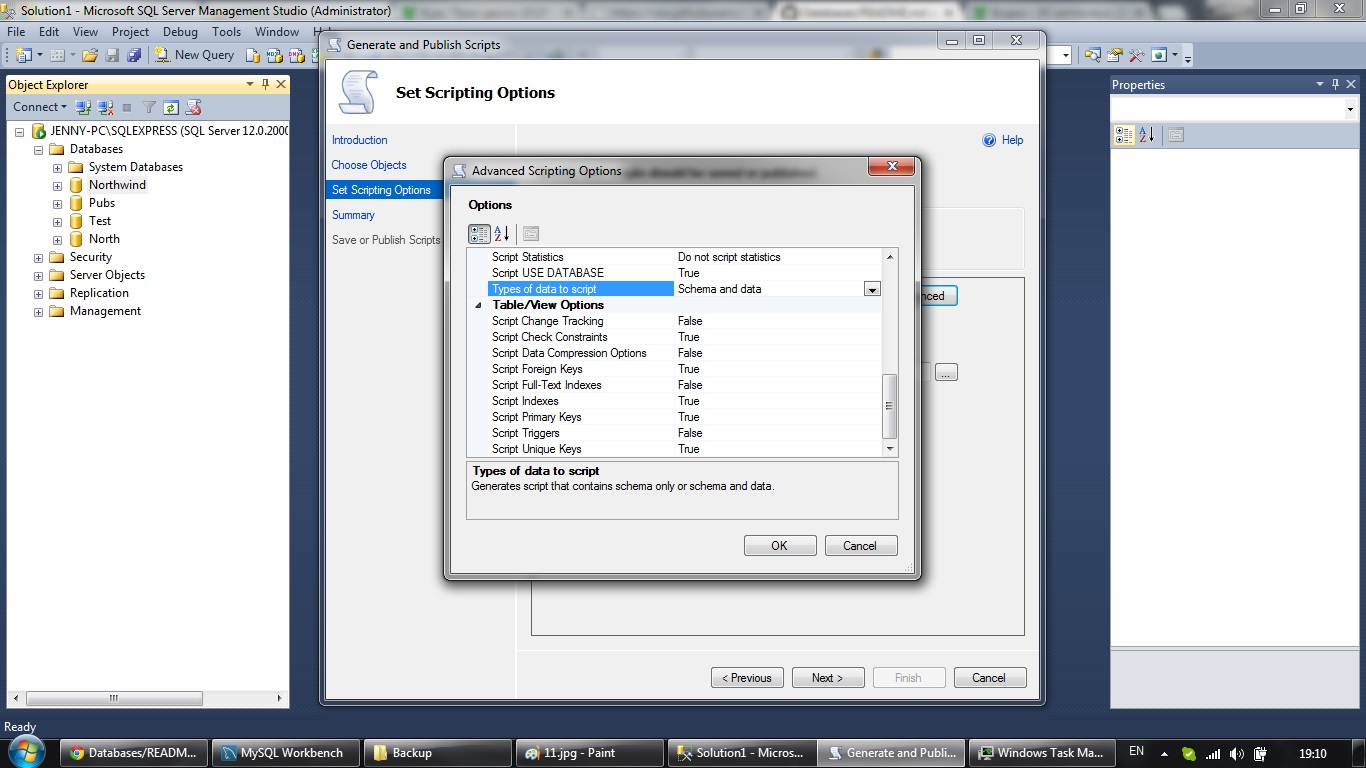 Solution1 - Microsoft SQL Server Management Studio (Administrator)
File Edit View Project Debug Tools Window
New Query
Generate and Publish Scripts
Object Explorer
Connect
JENNY-PC\SQLEXPRESS (SQL Server 12.0.2000
Databases
System Databases
Northwind
Pubs
Test
North
Security
Server Objects
Replication
Management
Set Scripting Options
Introduction
Choose Objects
Set Scripting Options
Summary
Save or Publish Scripts
Help
Advanced Scripting Options
Options
Script Statistics Do not script statistics
Script USE DATABASE True
Types of data to script Schema and data
Table/View Options
Script Change Tracking False
Script Check Constraints True
Script Data Compression Options False
Script Foreign Keys True
Script Full-Text Indexes False
Script Indexes True
Script Primary Keys True
Script Triggers False
Script Unique Keys True
Types of data to script
Generates script that contains schema only or schema and data.
OK Cancel
...
< Previous Next > Finish Cancel
Properties
Ready
Databases/READM...
MySQL Workbench
Backup
11.jpg - Paint
Solution1 - Micros...
Generate and Publi...
Windows Task Ma...
EN
19:10